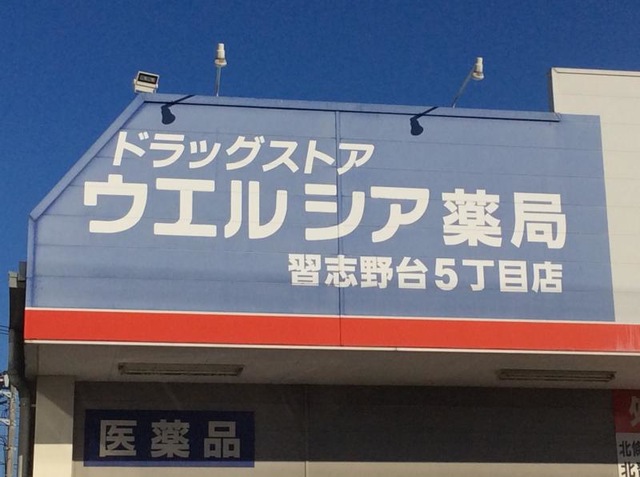 ドラッグストア
ウエルシア薬局
習志野台5丁目店
医薬品